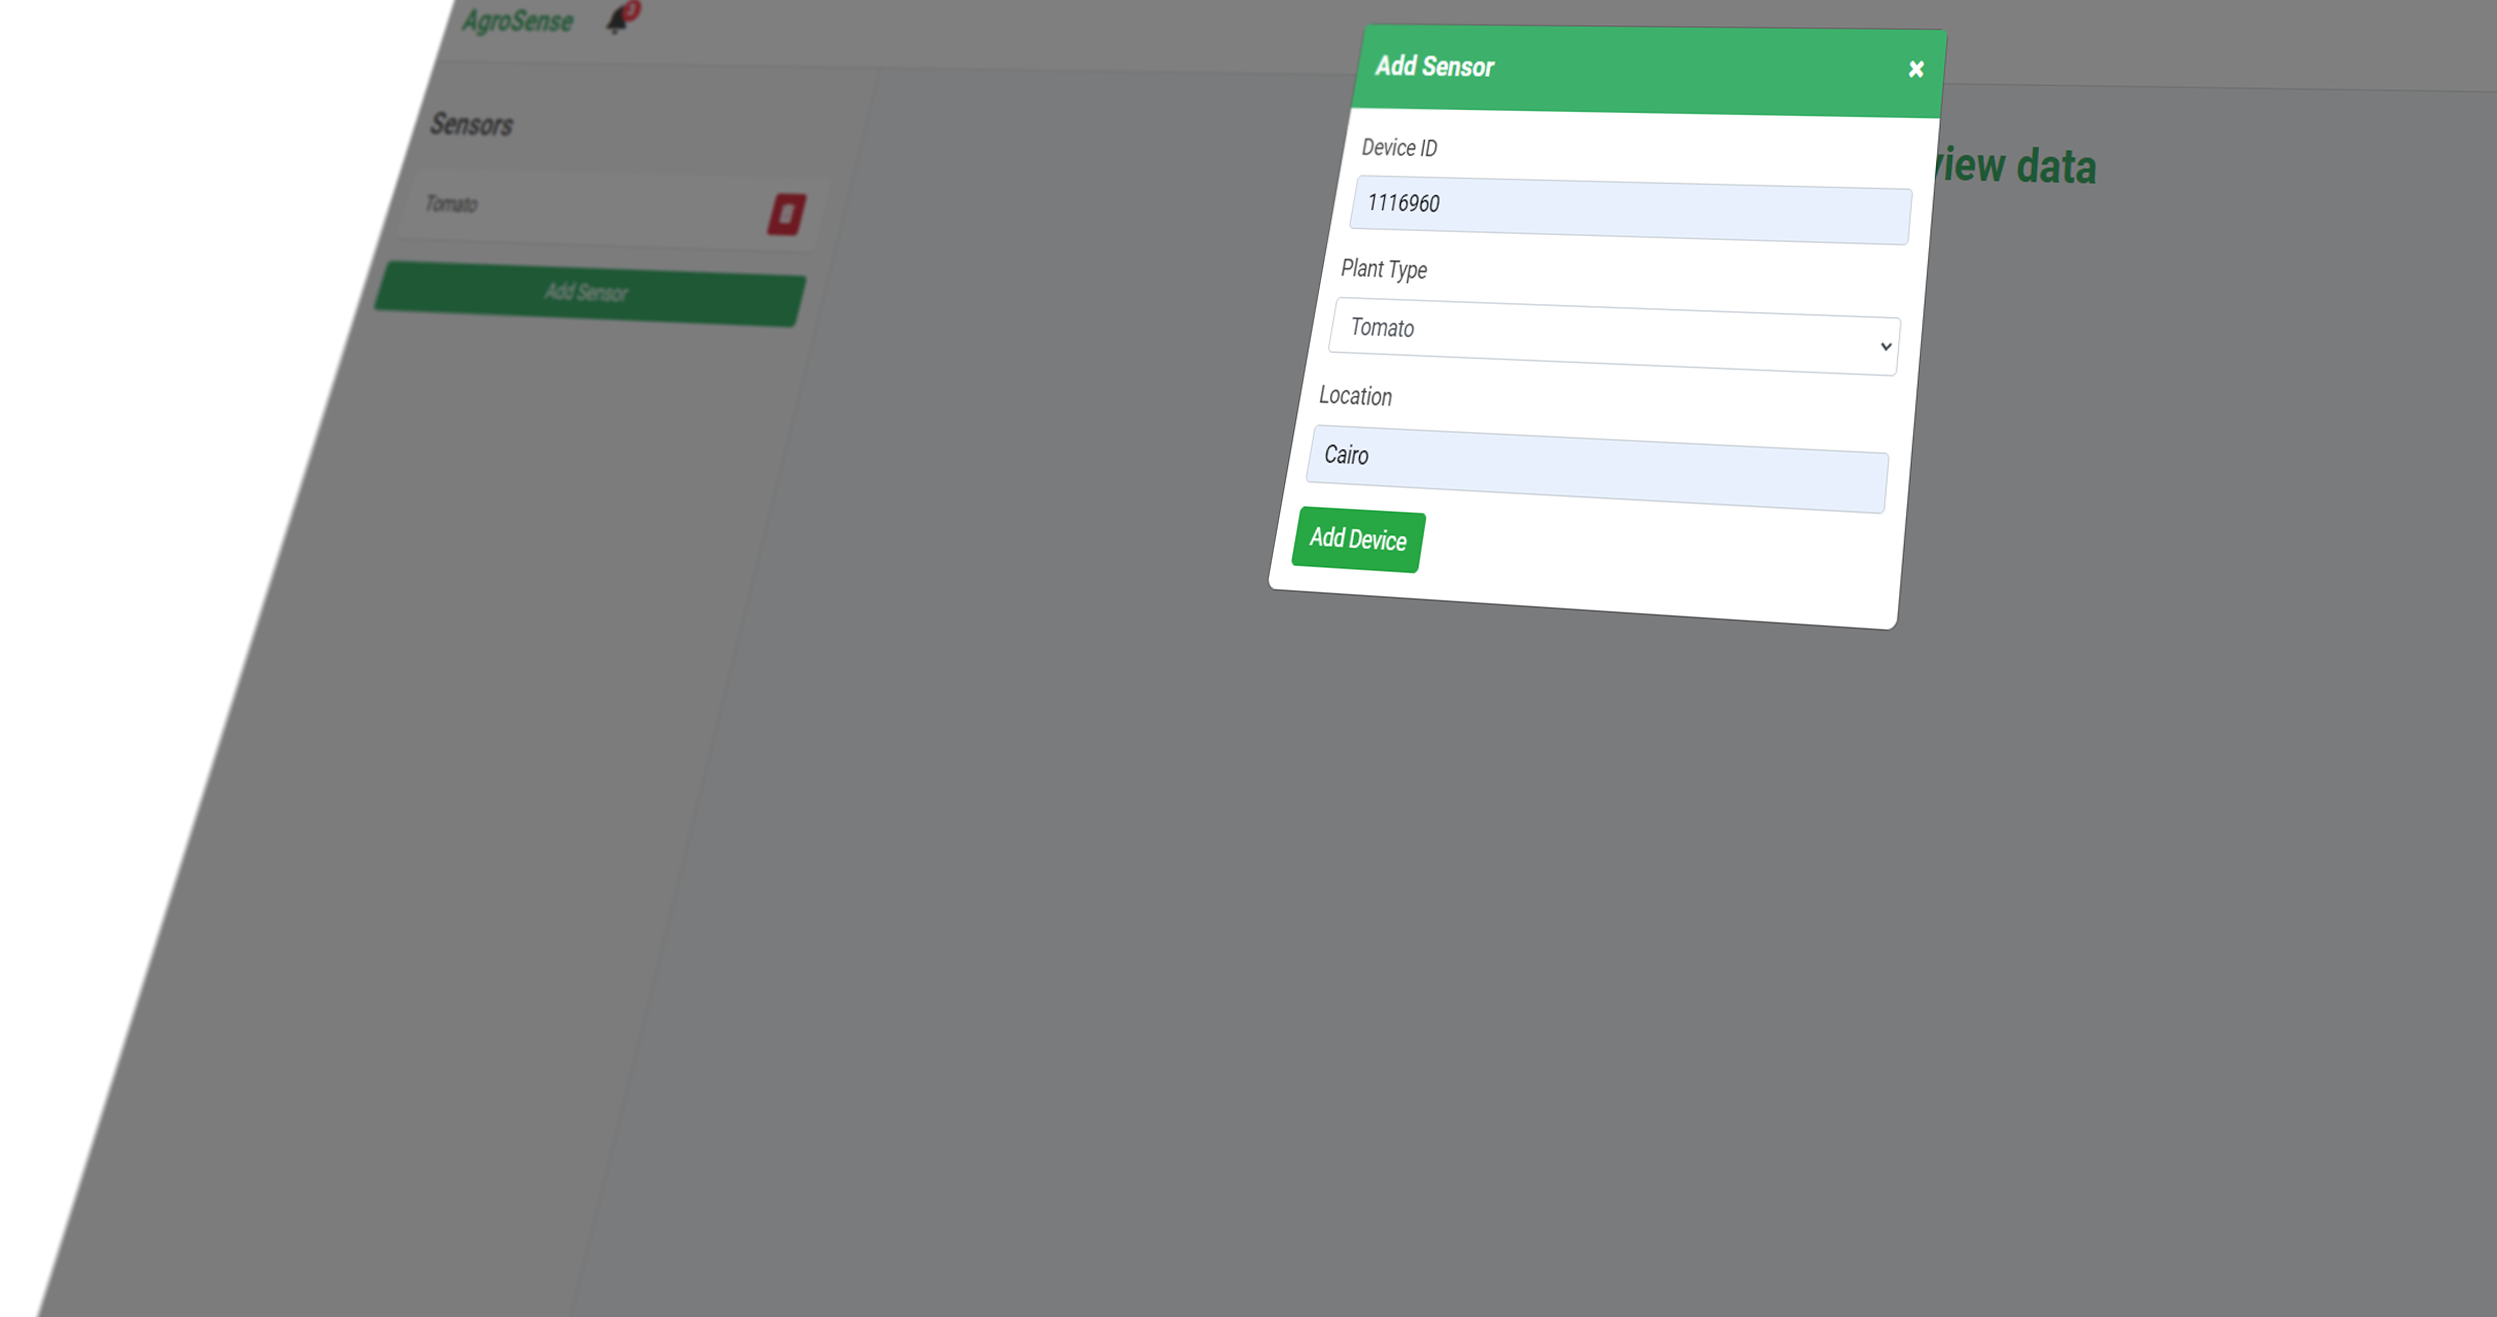 AgroSense
Sensors
Tomato
Add Sensor
Add Sensor
Device ID
1116960
Plant Type
Tomato
Location
Cairo
Add Device
view data